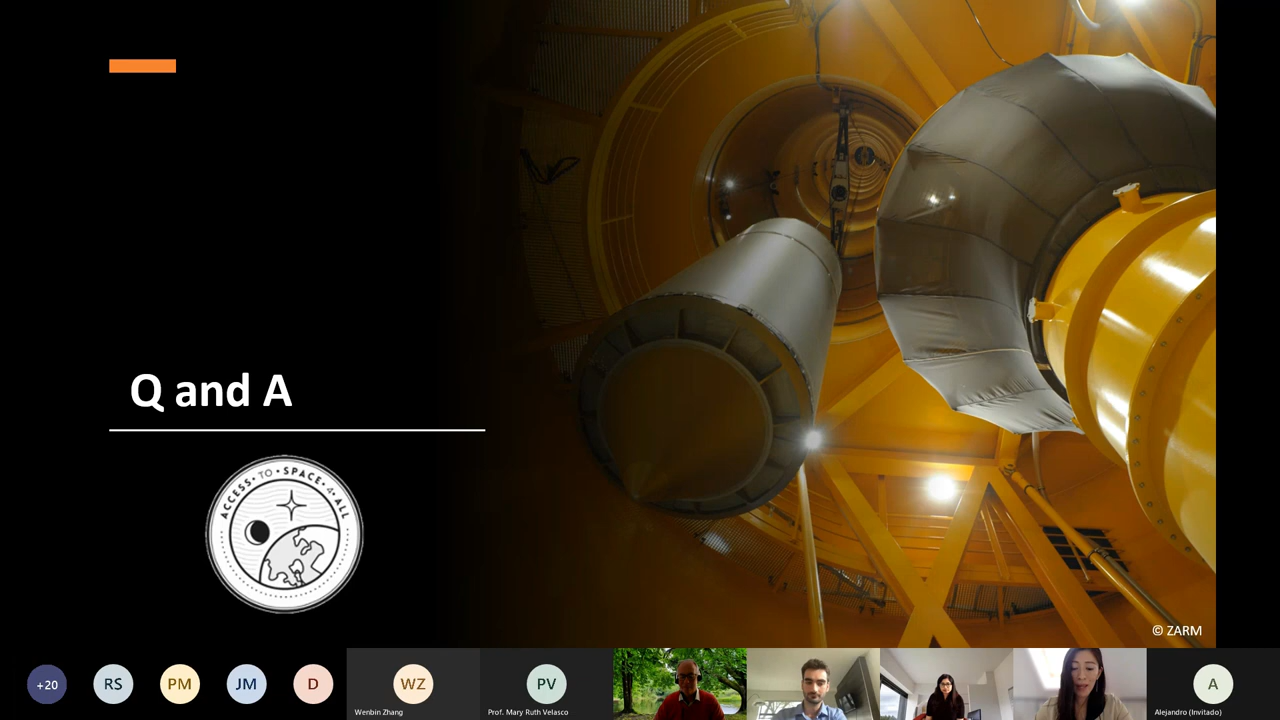 Q and A
ACCESS • TO • SPACE • 4 • ALL
© ZARM
+20
RS
PM
JM
D
WZ
Wenbin Zhang
PV
Prof. Mary Ruth Velasco
A
Alejandro (Invitado)